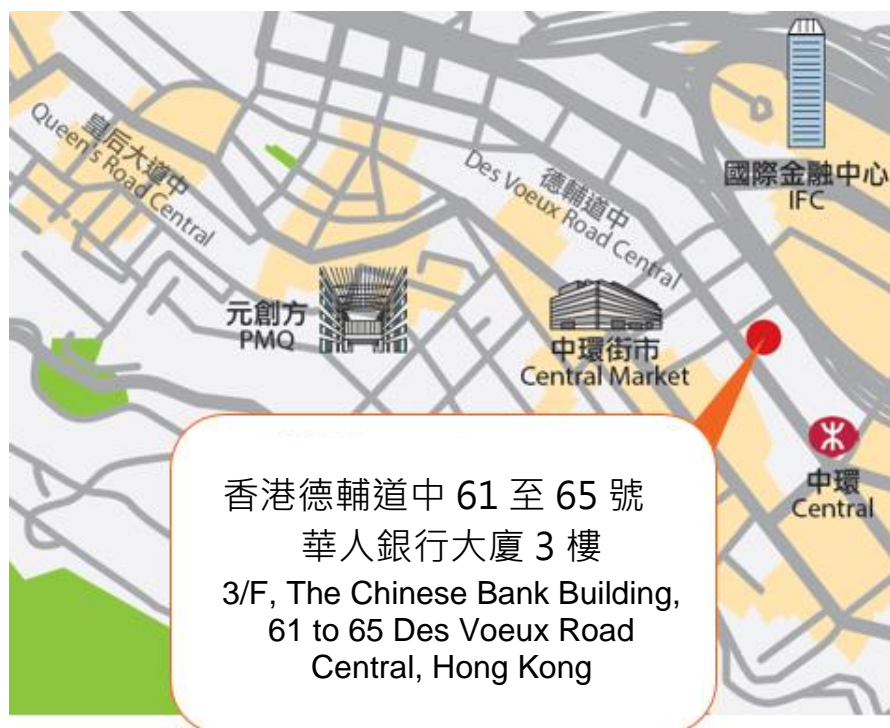 國際金融中心
IFC
皇后大道中
Queen's Road Central
德輔道中
Des Voeux Road Central
元創方
PMQ
中環街市
Central Market
中環
Central
香港德輔道中 61 至 65 號
華人銀行大廈 3 樓
3/F, The Chinese Bank Building,
61 to 65 Des Voeux Road
Central, Hong Kong